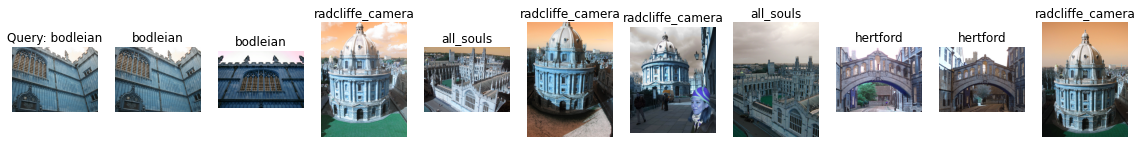 Query: bodleian
bodleian
bodleian
radcliffe_camera
all_souls
radcliffe_camera
radcliffe_camera
all_souls
hertford
hertford
radcliffe_camera